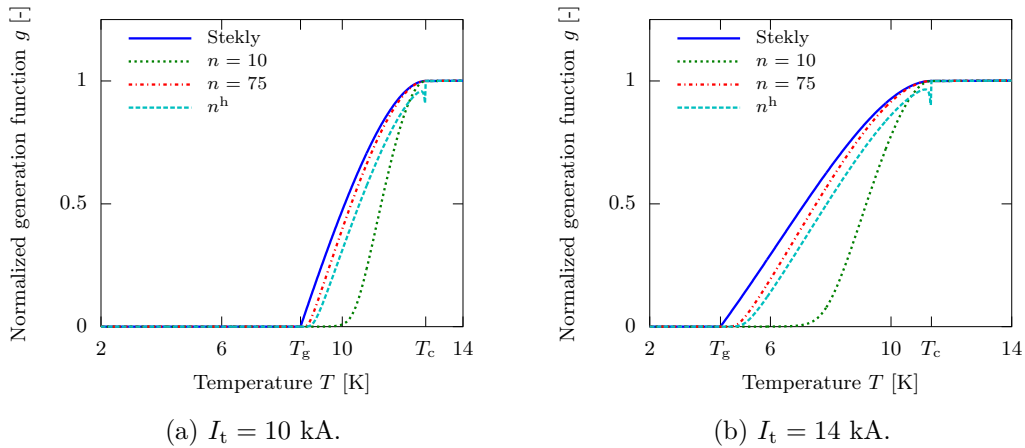 Normalized generation function g [-]
Stekly
n = 10
n = 75
nʰ
1
0.5
0
2
6
T_g
10
T_c
14
Temperature T [K]
(a) I_t = 10 kA.
Normalized generation function g [-]
Stekly
n = 10
n = 75
nʰ
1
0.5
0
2
T_g
6
10
T_c
14
Temperature T [K]
(b) I_t = 14 kA.